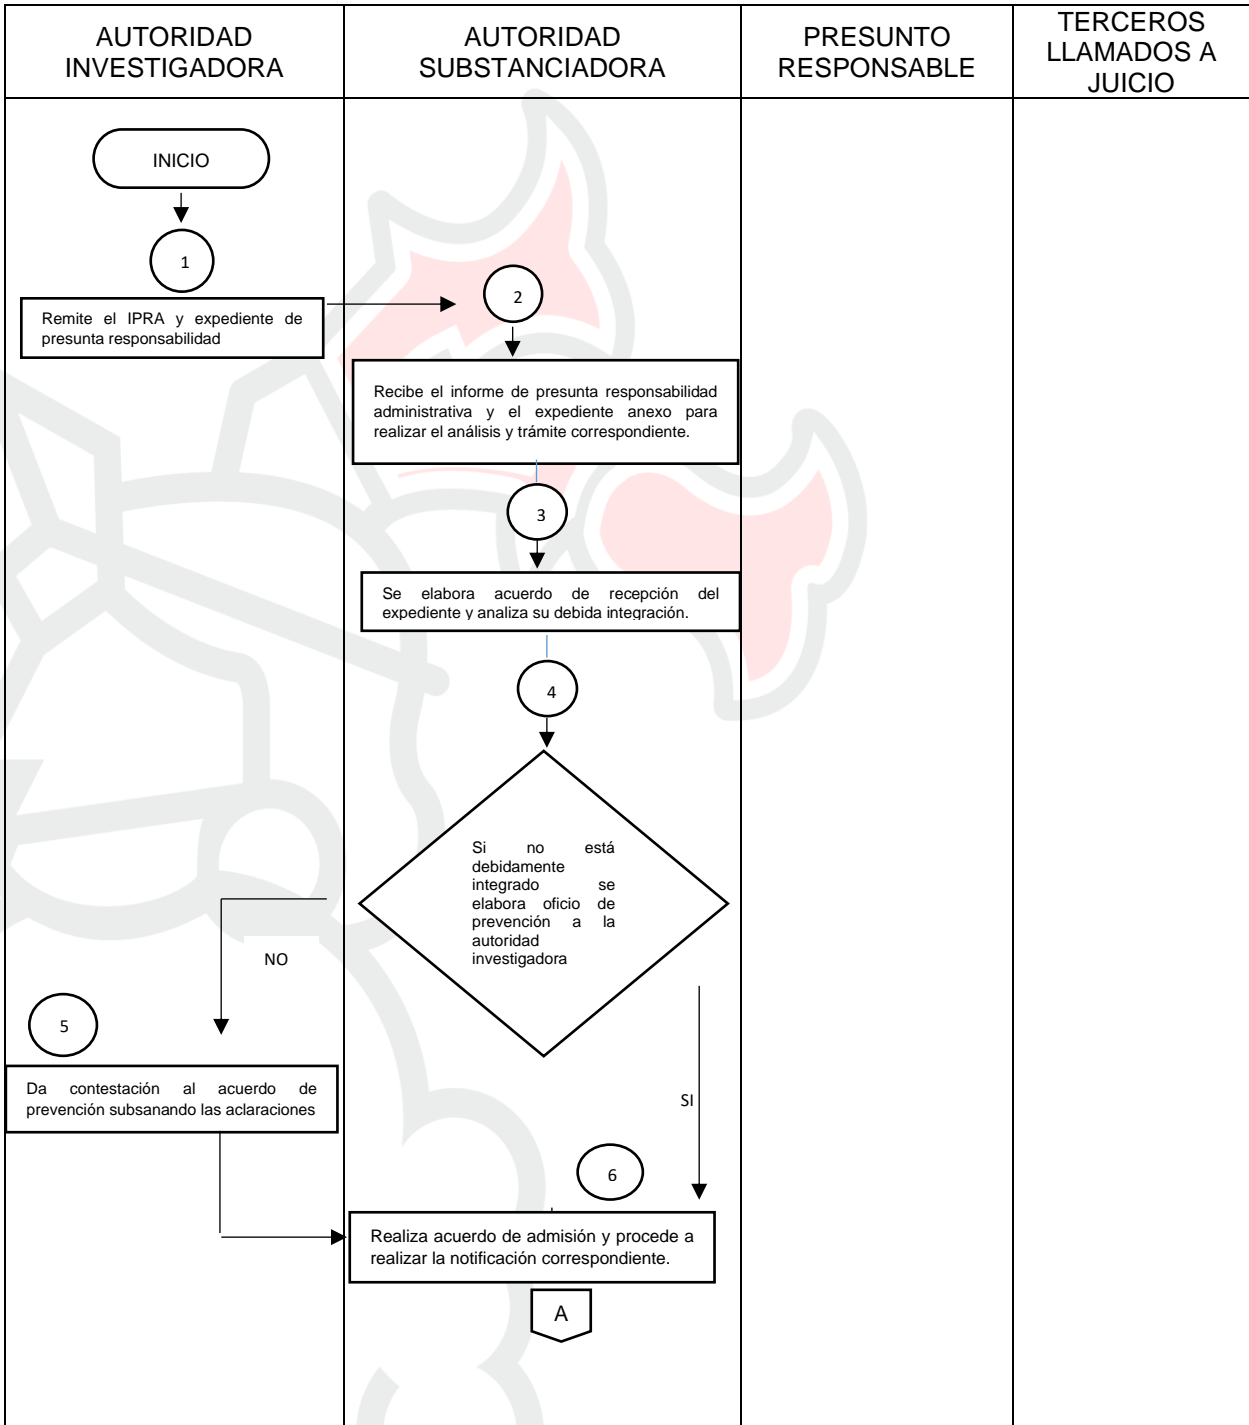 AUTORIDAD
INVESTIGADORA
AUTORIDAD
SUBSTANCIADORA
PRESUNTO
RESPONSABLE
TERCEROS
LLAMADOS A
JUICIO
INICIO
1
Remite el IPRA y expediente de
presunta responsabilidad
2
Recibe el informe de presunta responsabilidad
administrativa y el expediente anexo para
realizar el análisis y trámite correspondiente.
3
Se elabora acuerdo de recepción del
expediente y analiza su debida integración.
4
Si no está
debidamente
integrado se
elabora oficio de
prevención a la
autoridad
investigadora
NO
5
Da contestación al acuerdo de
prevención subsanando las aclaraciones
SI
6
Realiza acuerdo de admisión y procede a
realizar la notificación correspondiente.
A